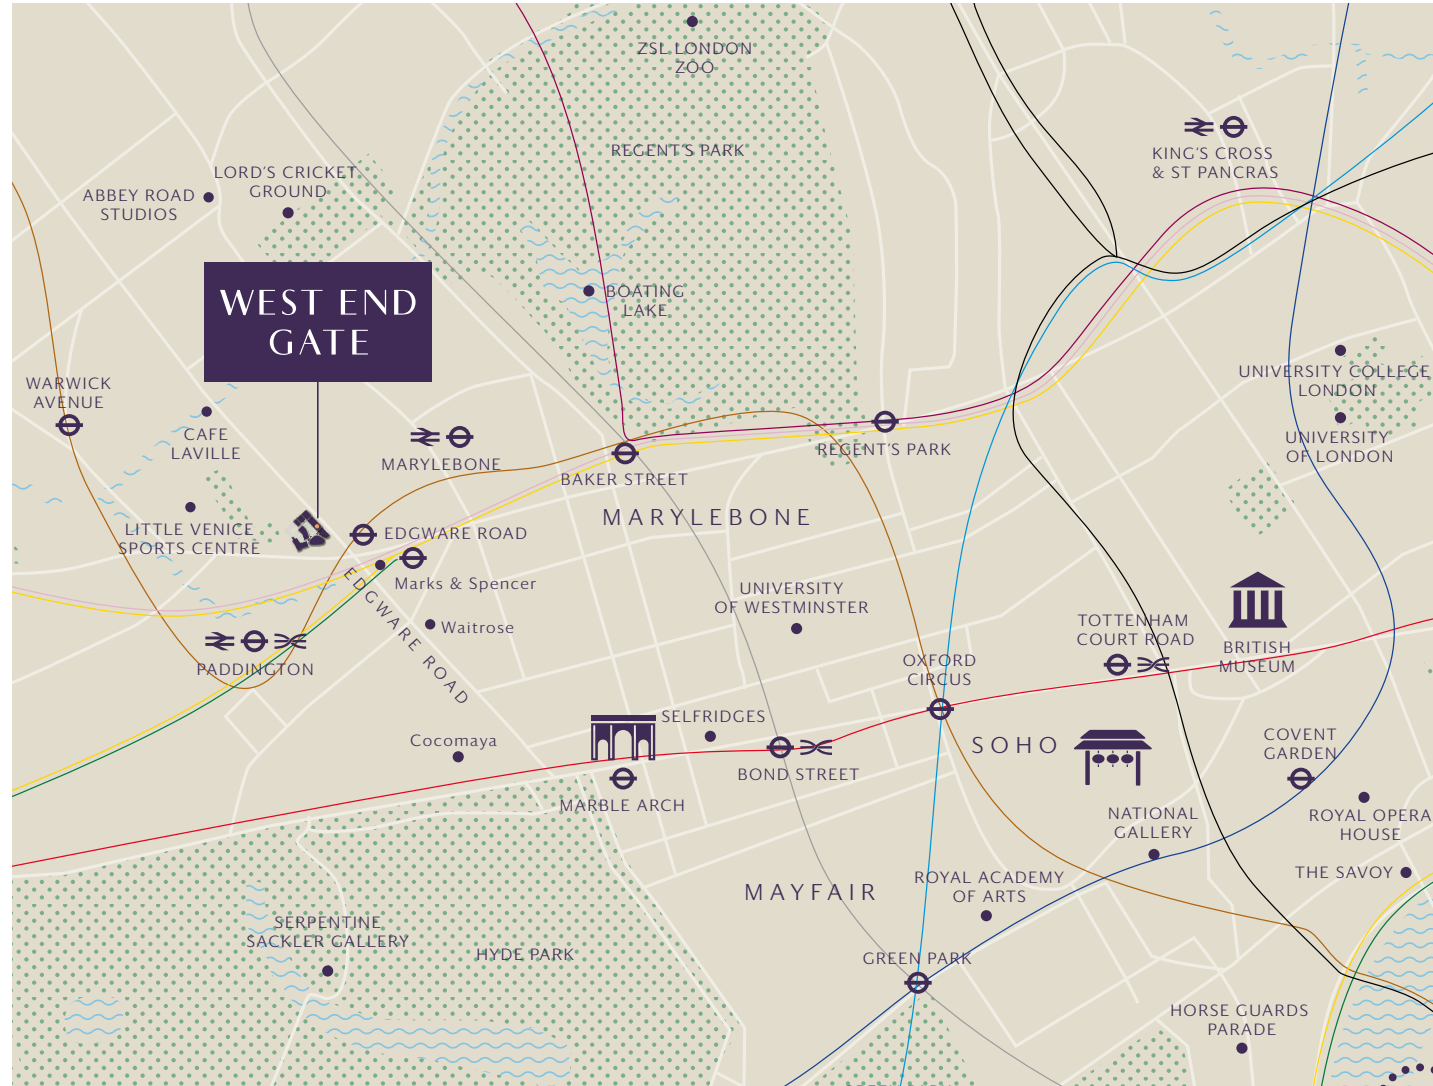 ZSL LONDON
ZOO
REGENT'S PARK
KING'S CROSS
& ST PANCRAS
LORD'S CRICKET
GROUND
ABBEY ROAD
STUDIOS
WEST END
GATE
BOATING
LAKE
WARWICK
AVENUE
CAFE
LAVILLE
MARYLEBONE
BAKER STREET
REGENT'S PARK
UNIVERSITY COLLEGE
LONDON
UNIVERSITY
OF LONDON
LITTLE VENICE
SPORTS CENTRE
EDGWARE ROAD
MARYLEBONE
Marks & Spencer
EDGWARE ROAD
Waitrose
UNIVERSITY
OF WESTMINSTER
TOTTENHAM
COURT ROAD
BRITISH
MUSEUM
PADDINGTON
OXFORD
CIRCUS
Cocomaya
SELFRIDGES
BOND STREET
SOHO
COVENT
GARDEN
MARBLE ARCH
NATIONAL
GALLERY
ROYAL OPERA
HOUSE
THE SAVOY
MAYFAIR
ROYAL ACADEMY
OF ARTS
SERPENTINE
SACKLER GALLERY
HYDE PARK
GREEN PARK
HORSE GUARDS
PARADE